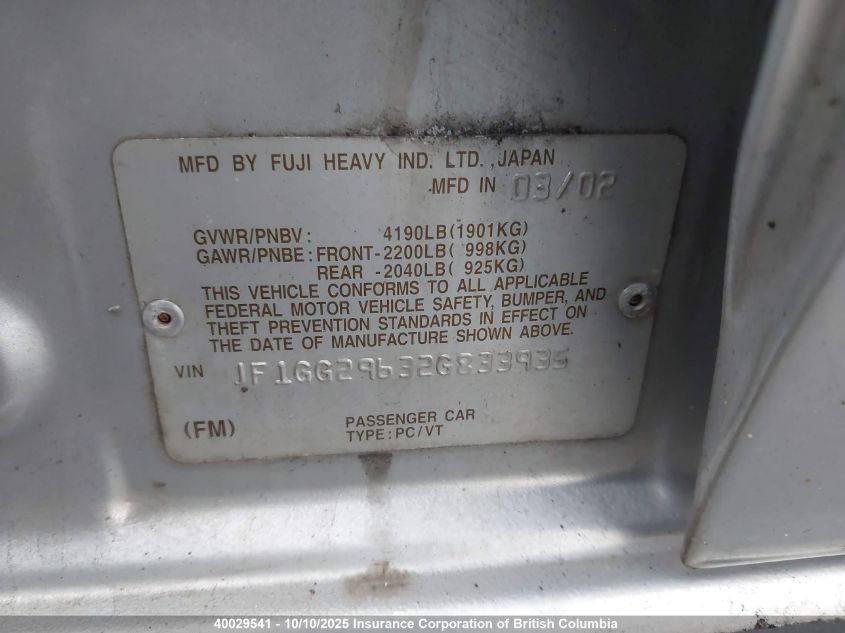 MFD BY FUJI HEAVY IND. LTD., JAPAN
MFD IN 03/02
GVWR/PNBV: 4190LB(1901KG)
GAWR/PNBE: FRONT-2200LB( 998KG)
REAR -2040LB( 925KG)
THIS VEHICLE CONFORMS TO ALL APPLICABLE
FEDERAL MOTOR VEHICLE SAFETY, BUMPER, AND
THEFT PREVENTION STANDARDS IN EFFECT ON
THE DATE OF MANUFACTURE SHOWN ABOVE.
VIN JF1GG29632G833935
(FM) PASSENGER CAR
TYPE: PC/VT
40029541 - 10/10/2025 Insurance Corporation of British Columbia